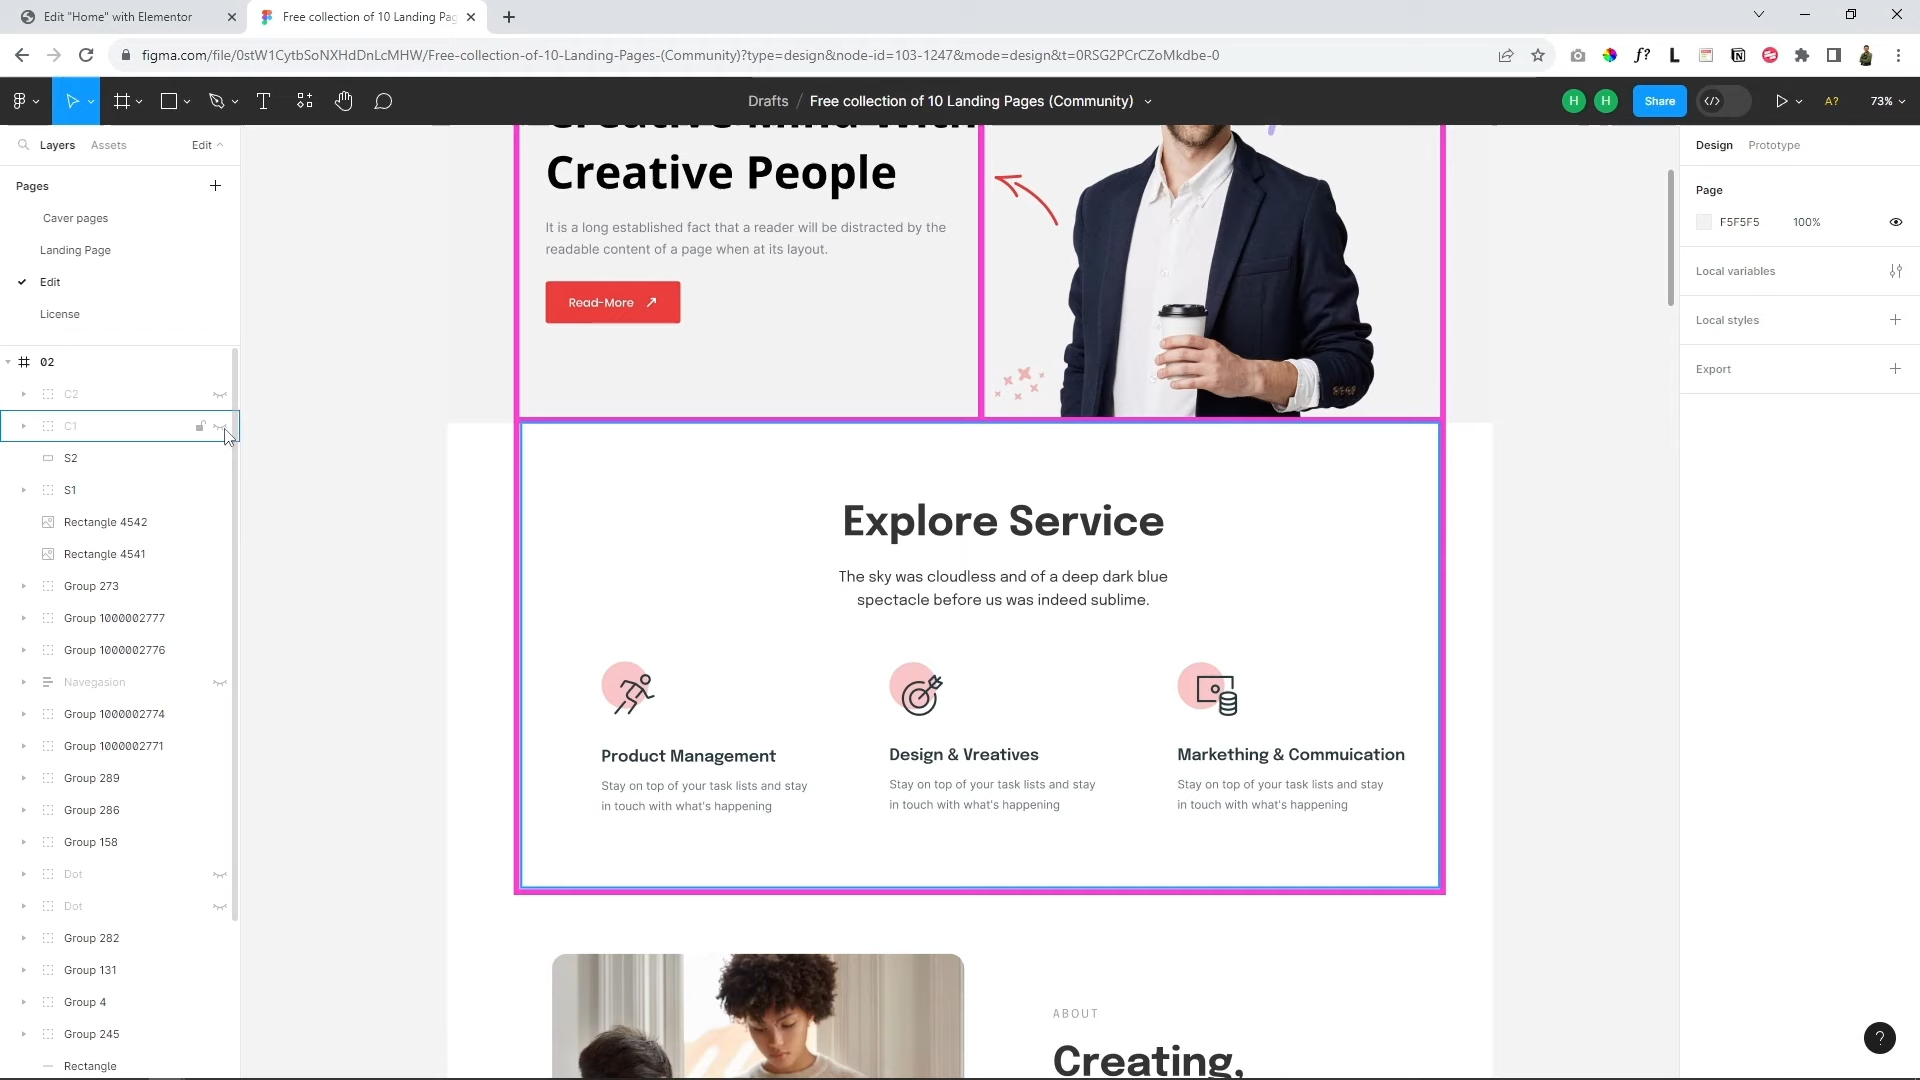 Edit "Home" with Elementor
Free collection of 10 Landing Pag
figma.com/file/0stW1CytbSoNXHdDnLcMHW/Free-collection-of-10-Landing-Pages-(Community)?type=design&node-id=103-1247&mode=design&t=0RSG2PCrCZoMkdbe-0
Drafts / Free collection of 10 Landing Pages (Community)
H
H
Share
A?
73%
Layers
Assets
Edit
Pages
Caver pages
Landing Page
Edit
License
02
C2
C1
S2
S1
Rectangle 4542
Rectangle 4541
Group 273
Group 1000002777
Group 1000002776
Navegasion
Group 1000002774
Group 1000002771
Group 289
Group 286
Group 158
Dot
Dot
Group 282
Group 131
Group 4
Group 245
Rectangle
Creative Mind With
Creative People
It is a long established fact that a reader will be distracted by the
readable content of a page when at its layout.
Read-More
Explore Service
The sky was cloudless and of a deep dark blue
spectacle before us was indeed sublime.
Product Management
Stay on top of your task lists and stay
in touch with what's happening
Design & Vreatives
Stay on top of your task lists and stay
in touch with what's happening
Markething & Commuication
Stay on top of your task lists and stay
in touch with what's happening
ABOUT
Creating,
Design
Prototype
Page
F5F5F5
100%
Local variables
Local styles
Export
?